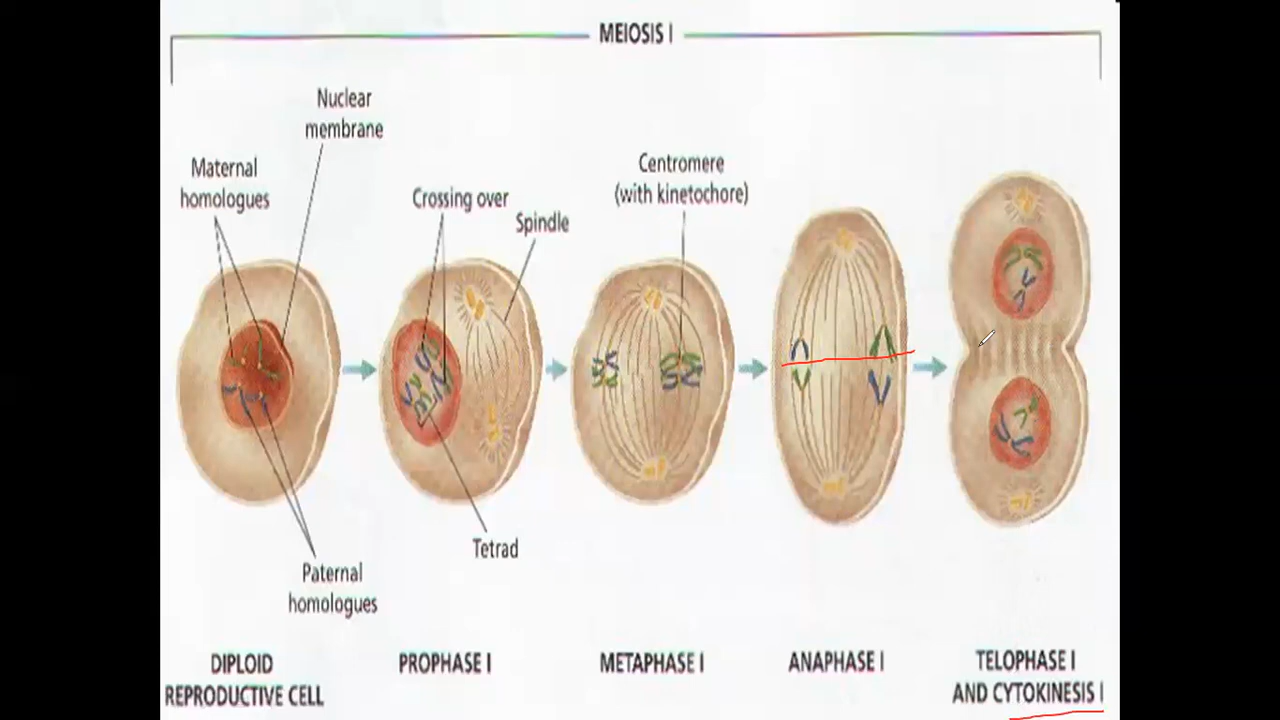 MEIOSIS I
Nuclear
membrane
Maternal
homologues
Crossing over
Spindle
Centromere
(with kinetochore)
Tetrad
Paternal
homologues
DIPLOID
REPRODUCTIVE CELL
PROPHASE I
METAPHASE I
ANAPHASE I
TELOPHASE I
AND CYTOKINESIS I